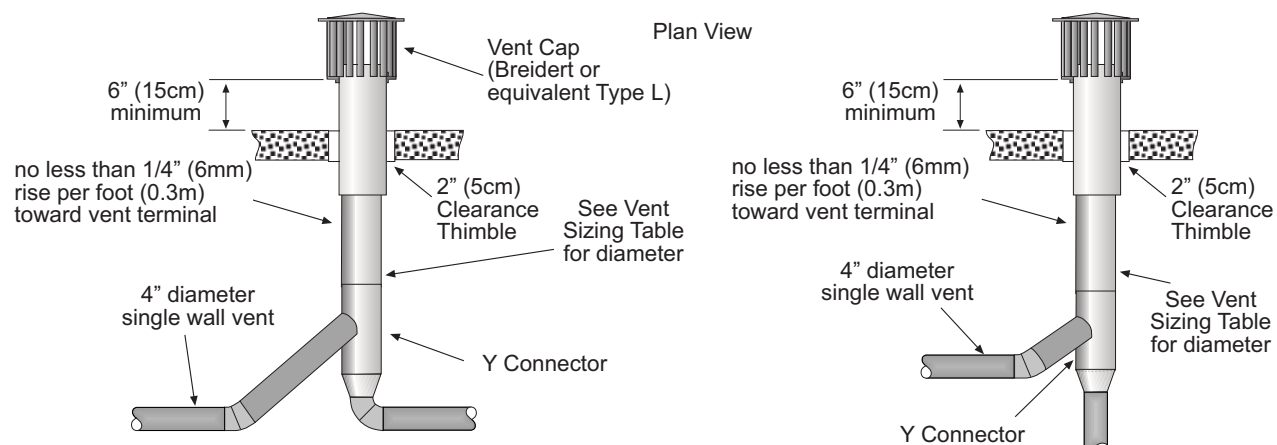 Plan View
Vent Cap
(Breidert or
equivalent Type L)
6” (15cm)
minimum
no less than 1/4” (6mm)
rise per foot (0.3m)
toward vent terminal
2” (5cm)
Clearance
Thimble
See Vent
Sizing Table
for diameter
4” diameter
single wall vent
Y Connector
6” (15cm)
minimum
no less than 1/4” (6mm)
rise per foot (0.3m)
toward vent terminal
2” (5cm)
Clearance
Thimble
4” diameter
single wall vent
See Vent
Sizing Table
for diameter
Y Connector